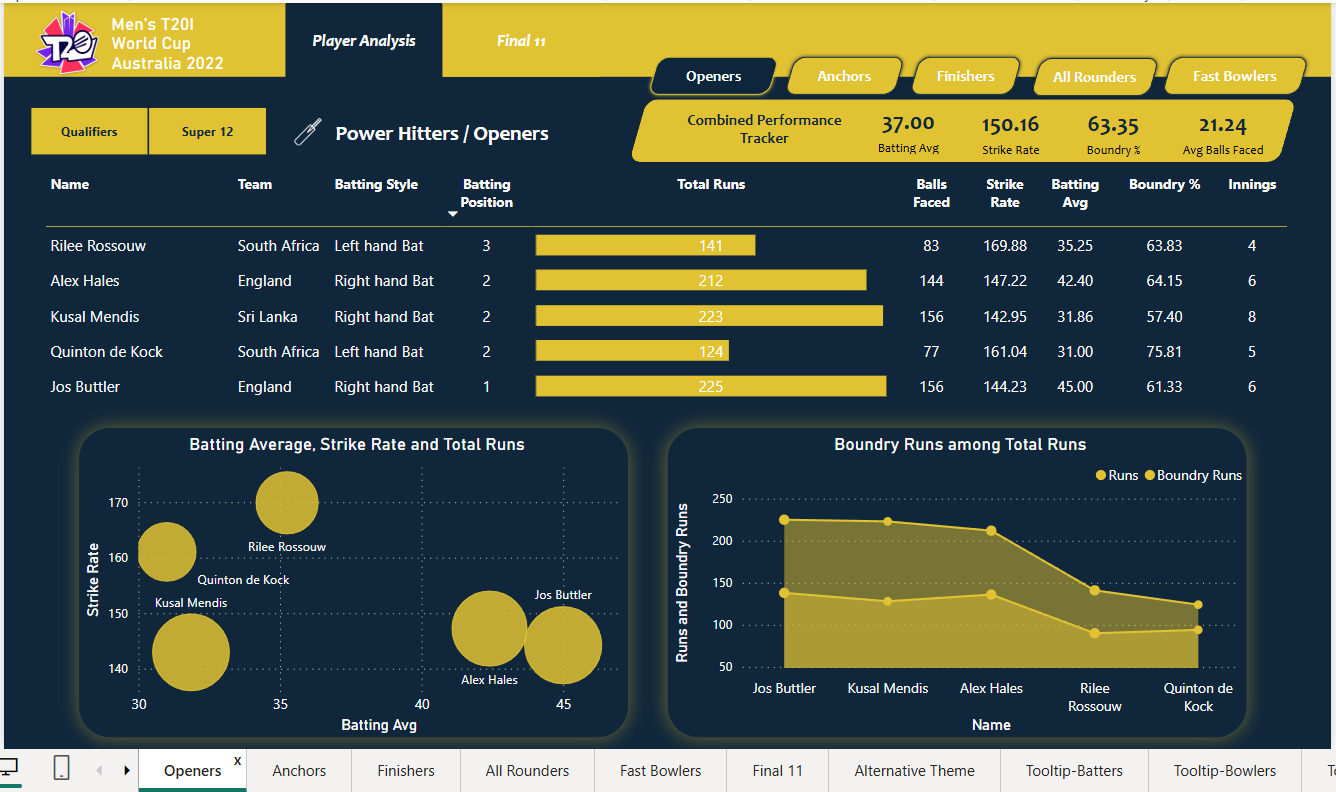 Men's T20I
World Cup
Australia 2022
T20
Player Analysis
Final 11
Openers
Anchors
Finishers
All Rounders
Fast Bowlers
Qualifiers
Super 12
Power Hitters / Openers
Combined Performance
Tracker
37.00
Batting Avg
150.16
Strike Rate
63.35
Boundry %
21.24
Avg Balls Faced
Name Team Batting Style Batting Position Total Runs Balls Faced Strike Rate Batting Avg Boundry % Innings
Rilee Rossouw South Africa Left hand Bat 3 141 83 169.88 35.25 63.83 4
Alex Hales England Right hand Bat 2 212 144 147.22 42.40 64.15 6
Kusal Mendis Sri Lanka Right hand Bat 2 223 156 142.95 31.86 57.40 8
Quinton de Kock South Africa Left hand Bat 2 124 77 161.04 31.00 75.81 5
Jos Buttler England Right hand Bat 1 225 156 144.23 45.00 61.33 6
Batting Average, Strike Rate and Total Runs
Strike Rate
170
160
150
140
Rilee Rossouw
Quinton de Kock
Kusal Mendis
Jos Buttler
Alex Hales
30 35 40 45
Batting Avg
Boundry Runs among Total Runs
Runs Boundry Runs
Runs and Boundry Runs
250
200
150
100
50
Jos Buttler Kusal Mendis Alex Hales Rilee Rossouw Quinton de Kock
Name
Openers X Anchors Finishers All Rounders Fast Bowlers Final 11 Alternative Theme Tooltip-Batters Tooltip-Bowlers